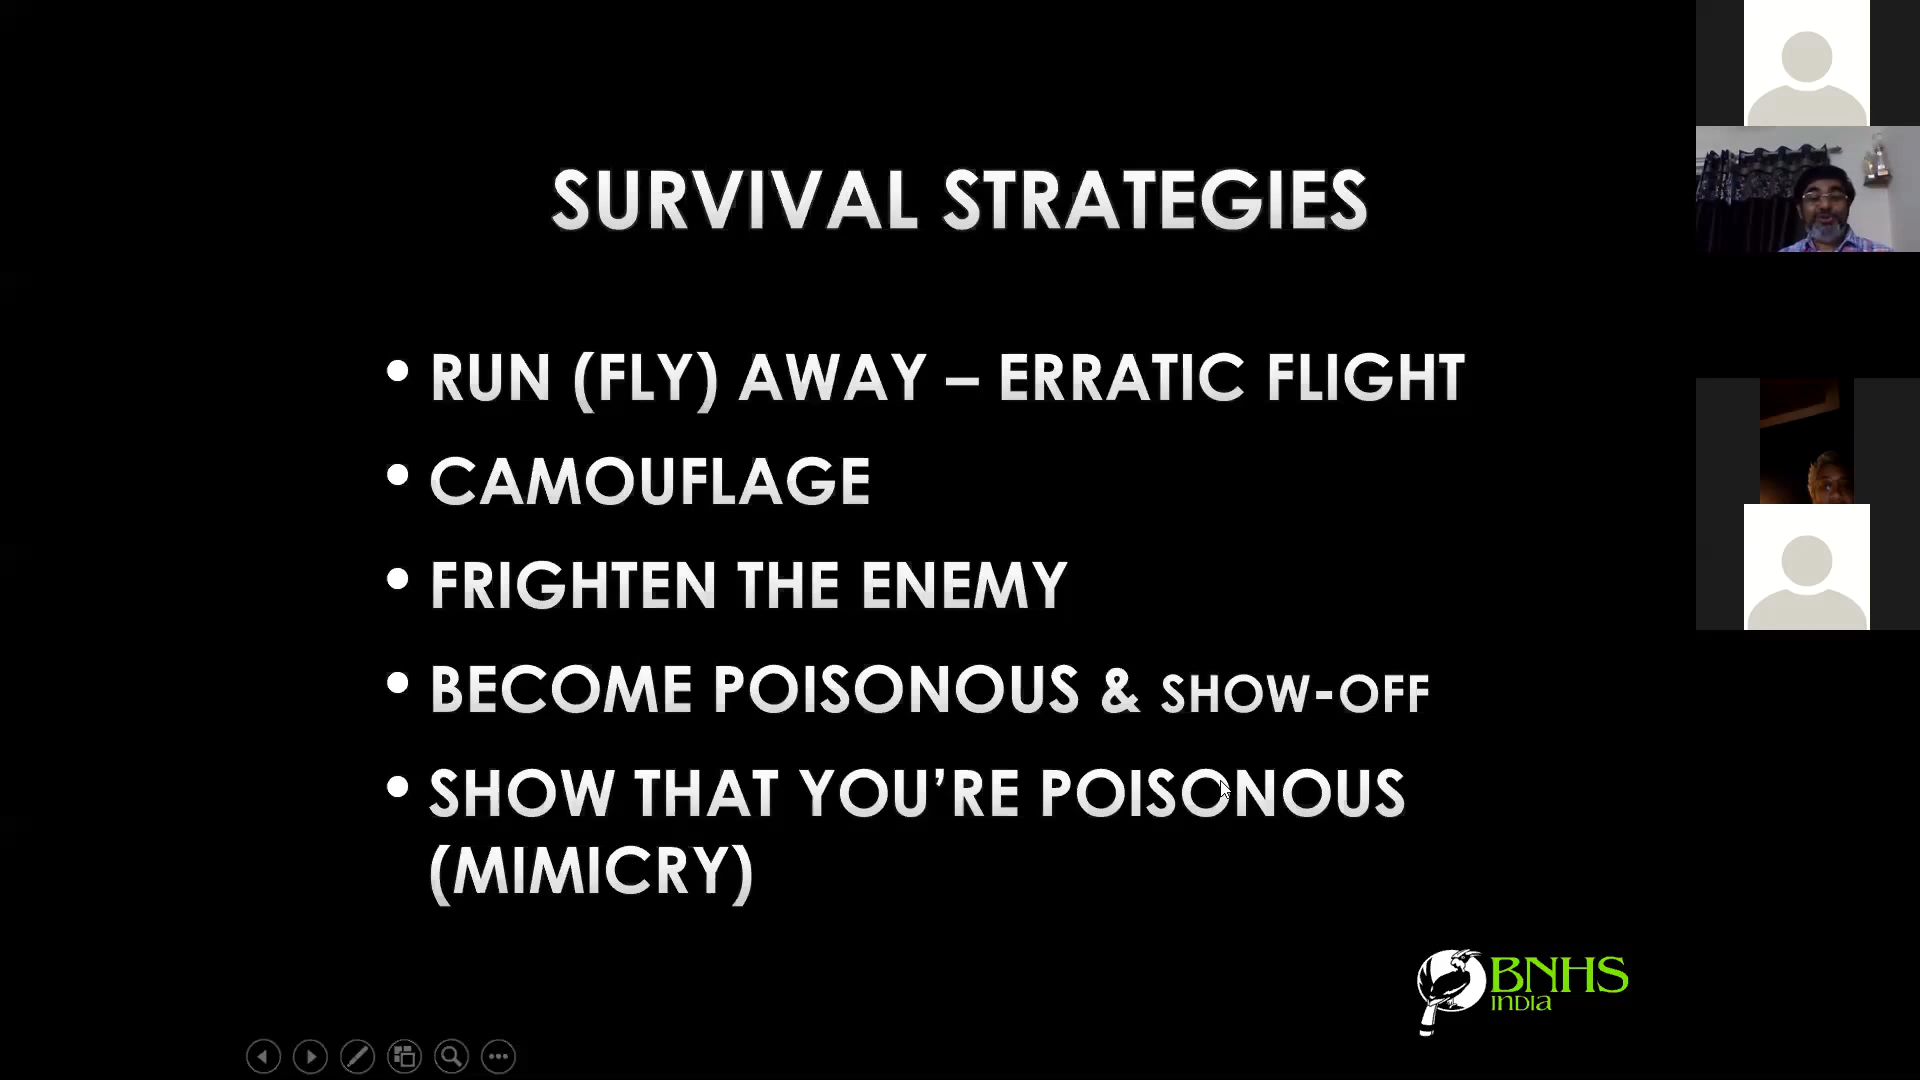 SURVIVAL STRATEGIES
• RUN (FLY) AWAY – ERRATIC FLIGHT
• CAMOUFLAGE
• FRIGHTEN THE ENEMY
• BECOME POISONOUS & SHOW-OFF
• SHOW THAT YOU’RE POISONOUS
(MIMICRY)
BNHS
INDIA